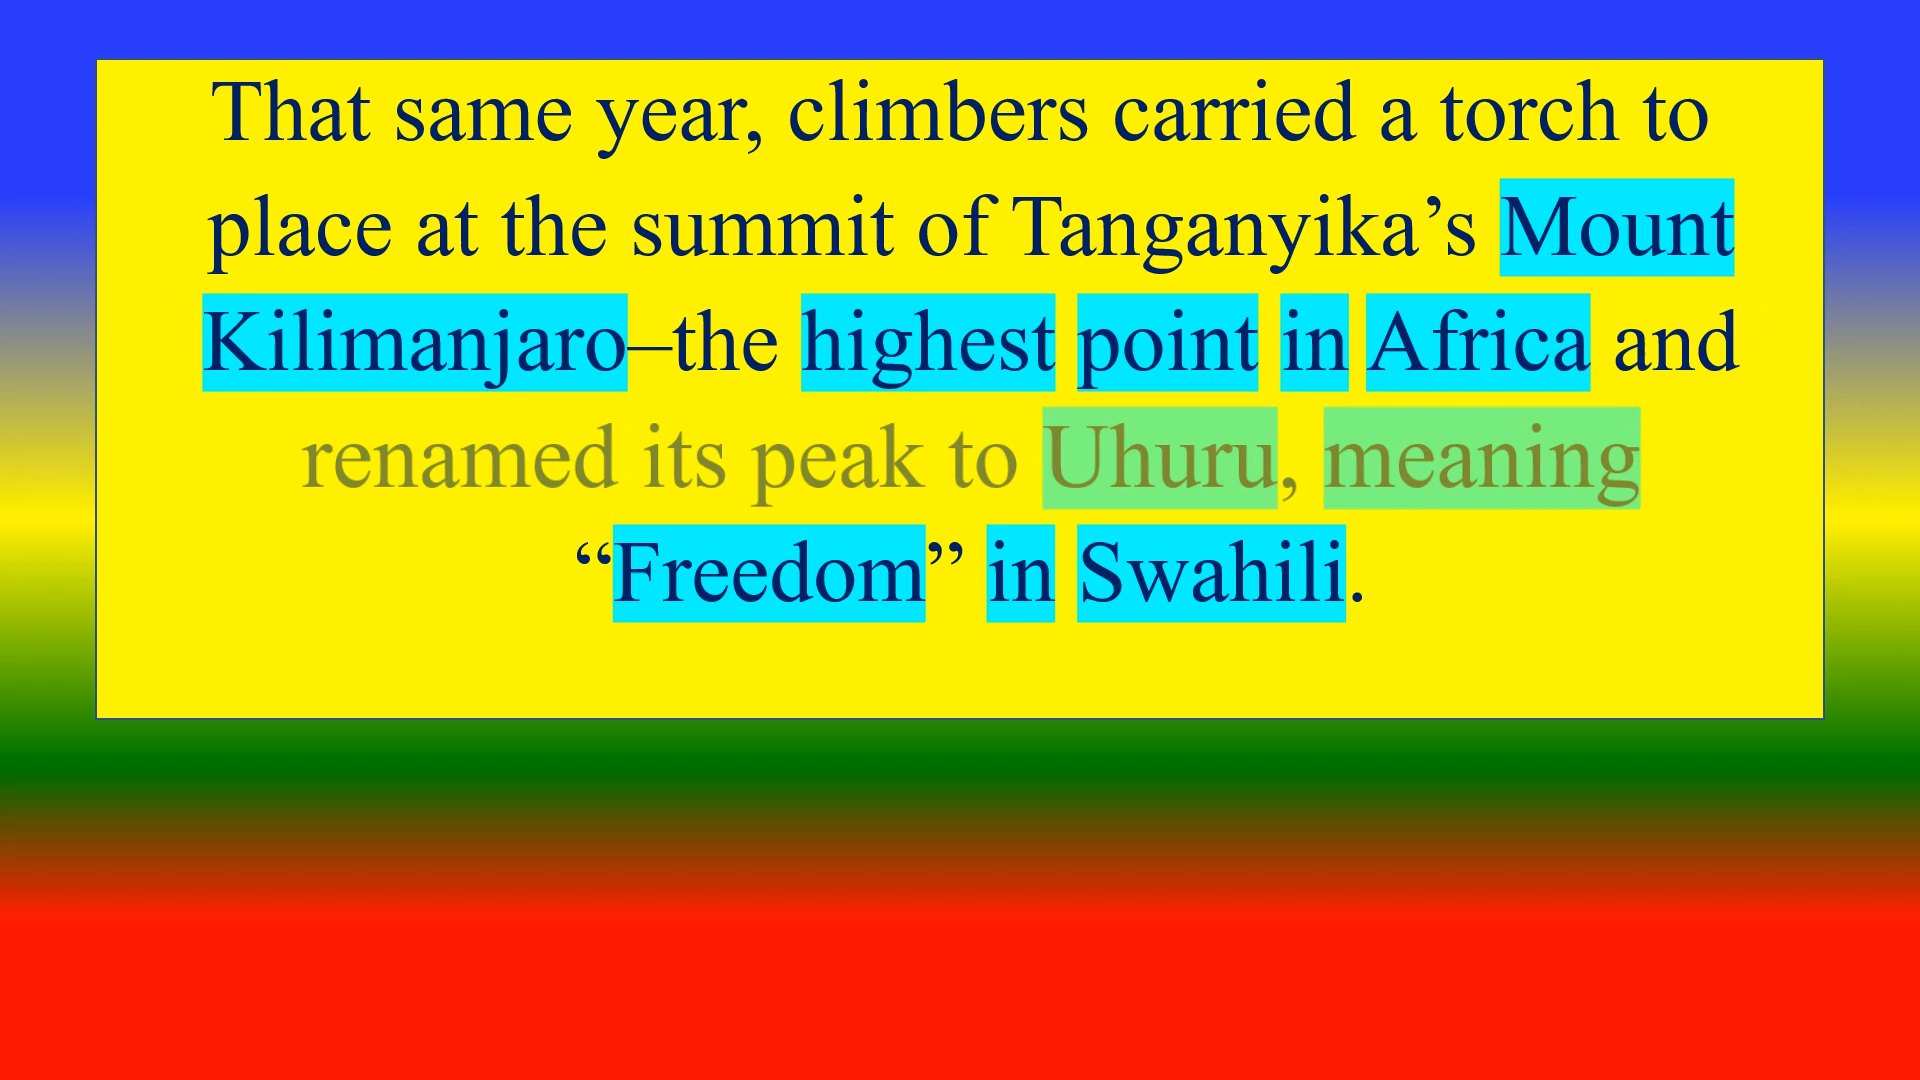 That same year, climbers carried a torch to
place at the summit of Tanganyika’s Mount
Kilimanjaro–the highest point in Africa and
renamed its peak to Uhuru, meaning
“Freedom” in Swahili.